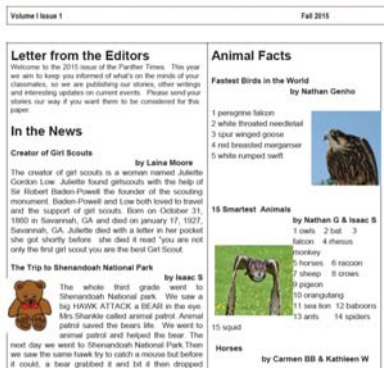 Volume I Issue 1
Fall 2015
Letter from the Editors
Welcome to the 2015 issue of the Panther Times. This year
we aim to keep you informed of what's on the minds of your
classmates, so we are publishing our stories, other writings
and interesting updates on current events. Please send your
stories our way if you want them to be considered for this
paper.
In the News
Creator of Girl Scouts
by Laina Moore
The creator of girl scouts is a woman named Juliette
Gordon Low. Juliette found girlscouts with the help of
Sir Robert Baden-Powell the founder of the scouting
monument. Baden-Powell and Low both loved to travel
and the support of girl scouts. Born on October 31,
1860 in Savannah, GA and died on january 17, 1927,
Savannah, GA. Juliette died with a letter in her pocket
she got shortly before she died it read "you are not
only the first girl scout you are the best Girl Scout.
The Trip to Shenandoah National Park
by Isaac S
The whole third grade went to
Shenandoah National park. We saw a
big HAWK ATTACK a BEAR in the eye.
Mrs.Shankle called animal patrol. Animal
patrol saved the bears life. We went to
animal patrol and helped the bear. The
next day we went to Shenandoah National Park Then
we saw the same hawk try to catch a mouse but before
it could, a bear grabbed it and bit it then dropped
Animal Facts
Fastest Birds in the World
by Nathan Genho
1 peregrine falcon
2 white throated needletail
3 spur winged goose
4 red breasted merganser
5 white rumped swift
15 Smartest Animals
by Nathan G & Isaac S
1 owls 2 bat 3
falcon 4 rhesus
monkey
5 horses 6 racoon
7 sheep 8 crows
9 pigeon
10 orangutang
11 sea lion 12 baboons
13 ants 14 spiders
15 squid
Horses
by Carmen BB & Kathleen W